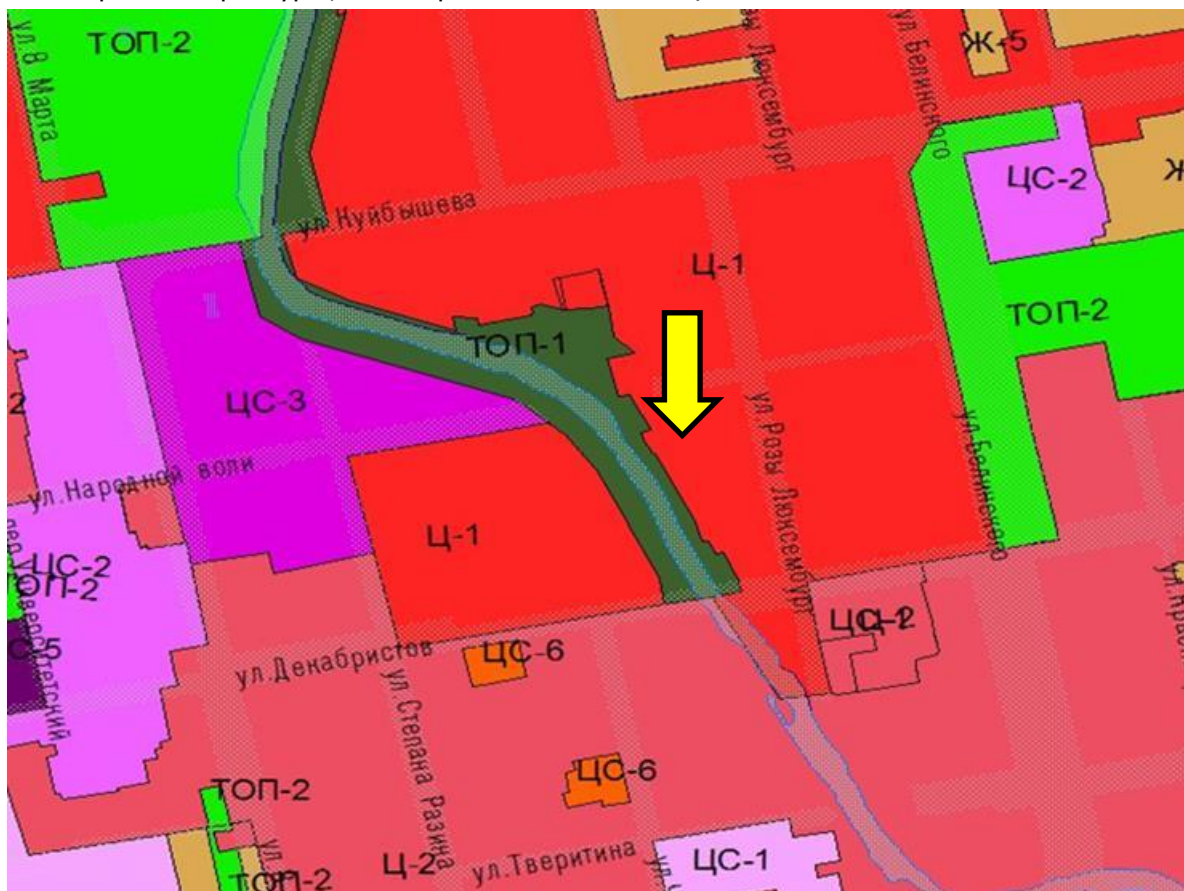 ТОП-2
ул.8 Марта
Люксембург
ул.Белинского
Ж-5
ЦС-2
Ж
ул.Куйбышева
Ц-1
ТОП-2
ТОП-1
ЦС-3
2
ул.Народной воли
ул.Розы Люксембург
ул.Белинского
Ц-1
ЦС-2
ТОП-2
ЦС-6
ул.Декабристов
ул.Степана Разина
ЦС-6
ТОП-2
ТОП-2
Ц-2
ул.Тверитина
ЦС-1